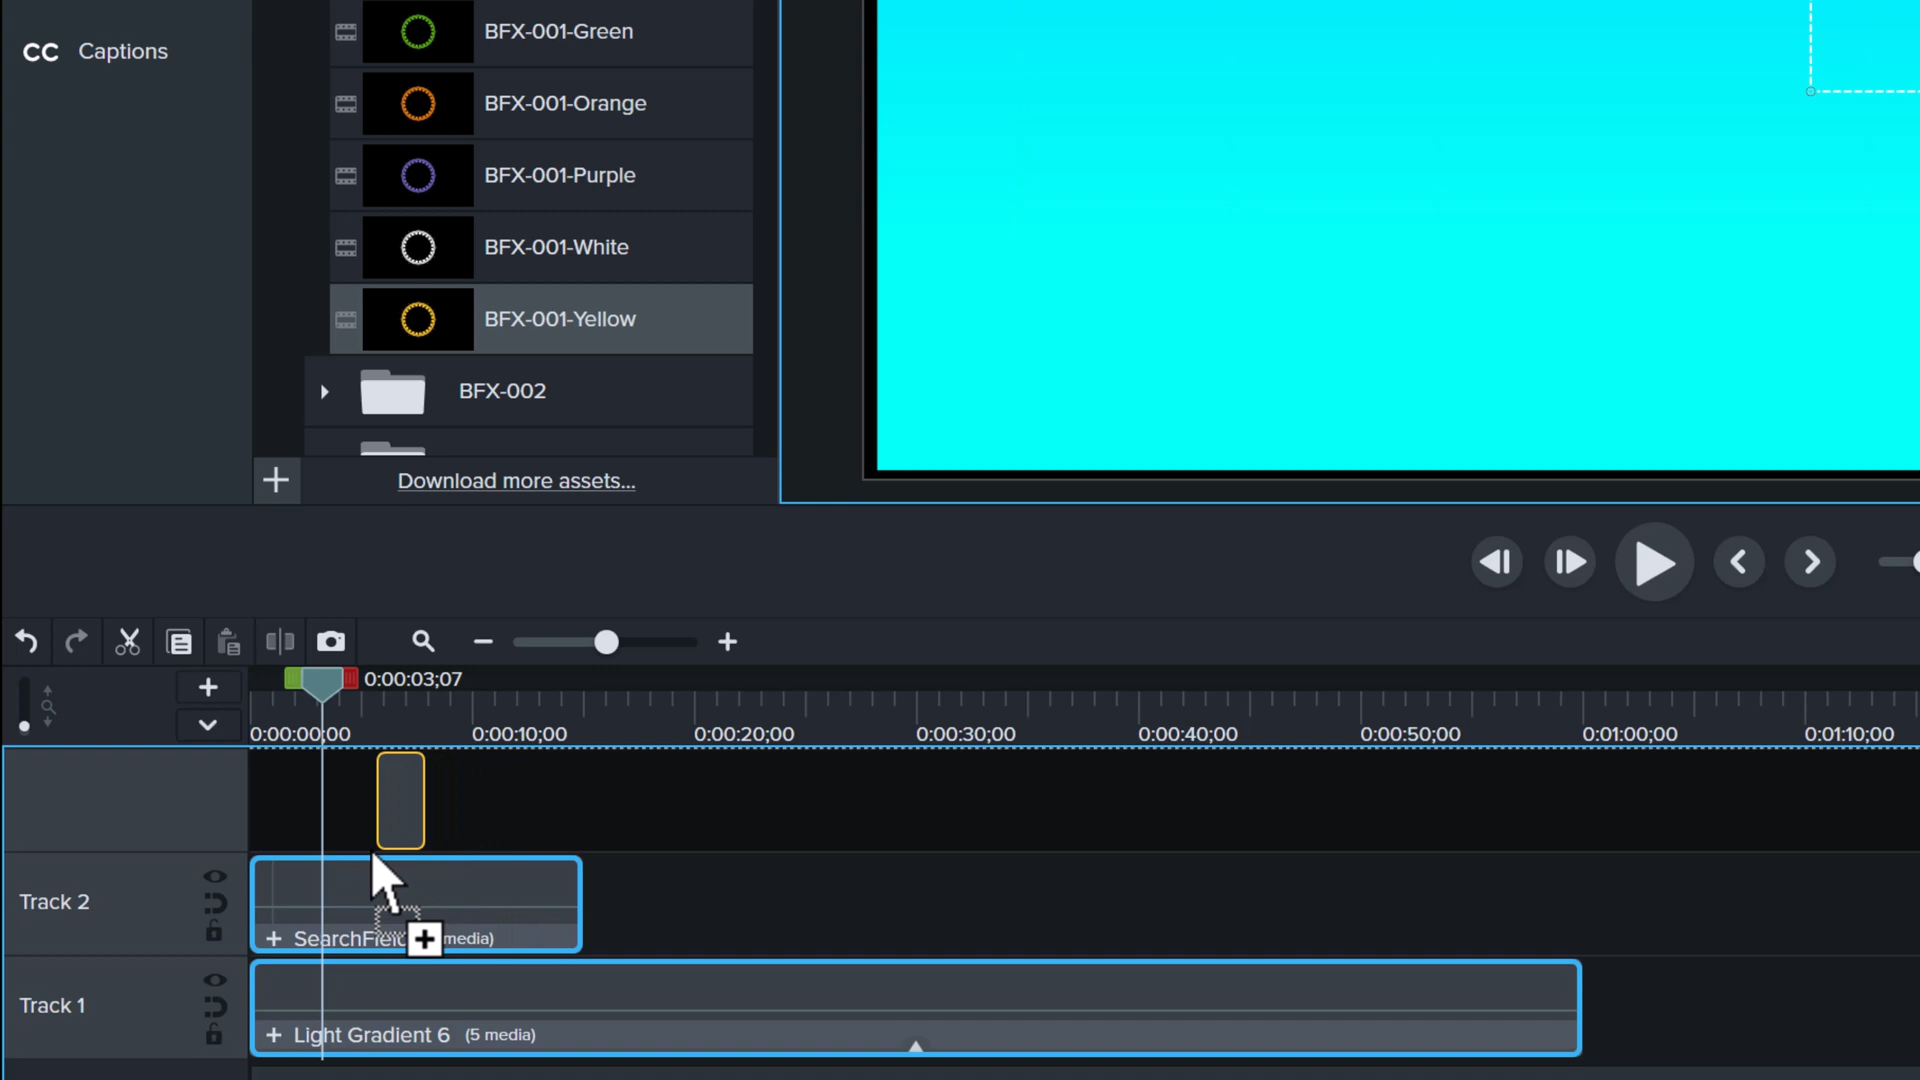 CC Captions
BFX-001-Green
BFX-001-Orange
BFX-001-Purple
BFX-001-White
BFX-001-Yellow
BFX-002
Download more assets...
0:00:03;07
0:00:00;00 0:00:10;00 0:00:20;00 0:00:30;00 0:00:40;00 0:00:50;00 0:01:00;00 0:01:10;00
Track 2
media)
Track 1
Light Gradient 6 (5 media)